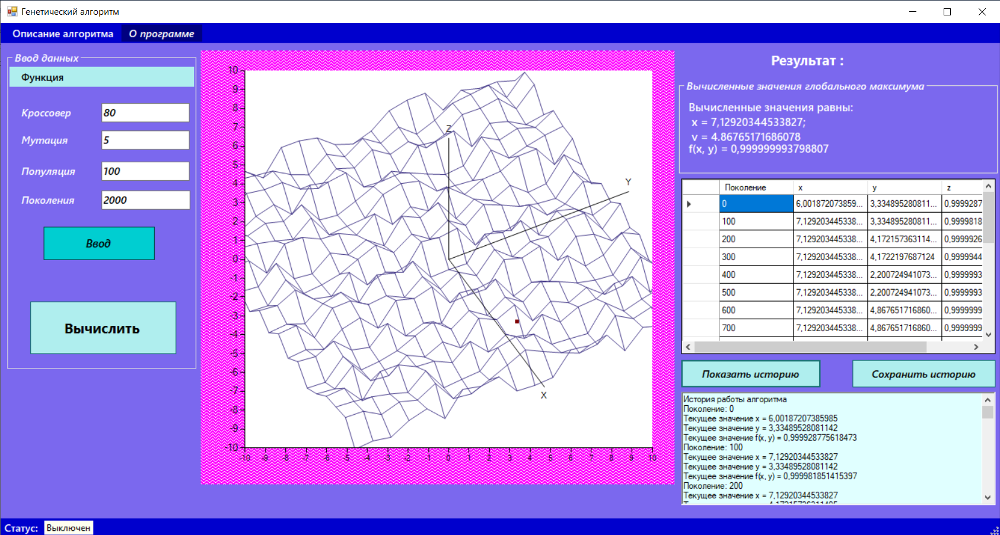 Генетический алгоритм
Описание алгоритма
О программе
Ввод данных
Функция
Кроссовер 80
Мутация 5
Популяция 100
Поколения 2000
Ввод
Вычислить
10
9
8
7
6
5
4
3
2
1
0
-1
-2
-3
-4
-5
-6
-7
-8
-9
-10
-10 -9 -8 -7 -6 -5 -4 -3 -2 -1 0 1 2 3 4 5 6 7 8 9 10
Z
Y
X
Результат :
Вычисленные значения глобального максимума
Вычисленные значения равны:
x = 7,12920344533827;
v = 4.86765171686078
f(x, y) = 0,999999993798807
Поколение x y z
0 6,001872073859... 3,334895280811... 0,9999287
100 7,129203445338... 3,334895280811... 0,9999818
200 7,129203445338... 4,172157363114... 0,9999926
300 7,129203445338... 4,1722197687124 0,9999944
400 7,129203445338... 2,200724941073... 0,9999993
500 7,129203445338... 2,200724941073... 0,9999993
600 7,129203445338... 4,867651716860... 0,9999999
700 7,129203445338... 4,867651716860... 0,9999999
Показать историю
Сохранить историю
История работы алгоритма
Поколение: 0
Текущее значение x = 6,00187207385985
Текущее значение y = 3,33489528081142
Текущее значение f(x, y) = 0,999928775618473
Поколение: 100
Текущее значение x = 7,12920344533827
Текущее значение y = 3,33489528081142
Текущее значение f(x, y) = 0,999981851415397
Поколение: 200
Текущее значение x = 7,12920344533827
Статус: Выключен